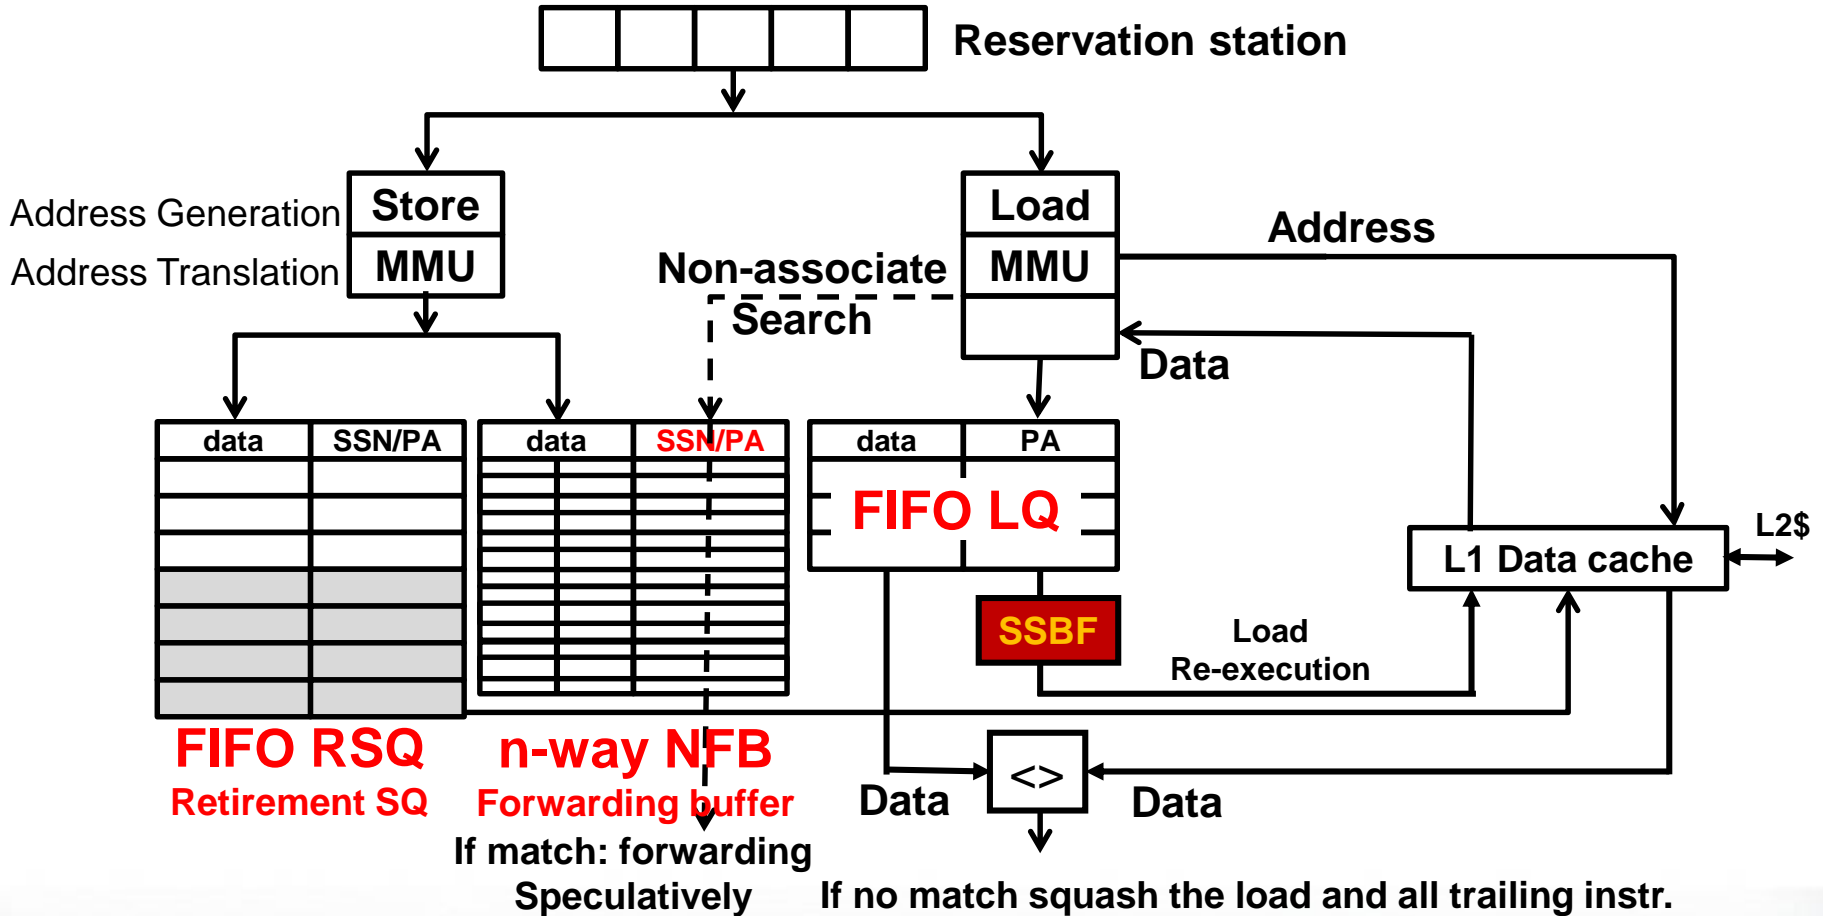 Reservation station
Address Generation
Store
Load
Address
Address Translation
MMU
MMU
Non-associate
Search
Data
data
SSN/PA
data
SSN/PA
data
PA
FIFO LQ
L2$
L1 Data cache
SSBF
Load
Re-execution
FIFO RSQ
Retirement SQ
n-way NFB
Forwarding buffer
<>
Data
Data
If match: forwarding
Speculatively
If no match squash the load and all trailing instr.